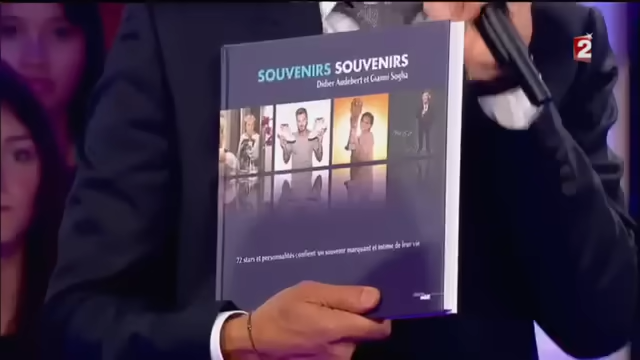 2
SOUVENIRS SOUVENIRS
Didier Audebert et Gianni Soglia
72 stars et personnalités confient un souvenir marquant et intime de leur vie